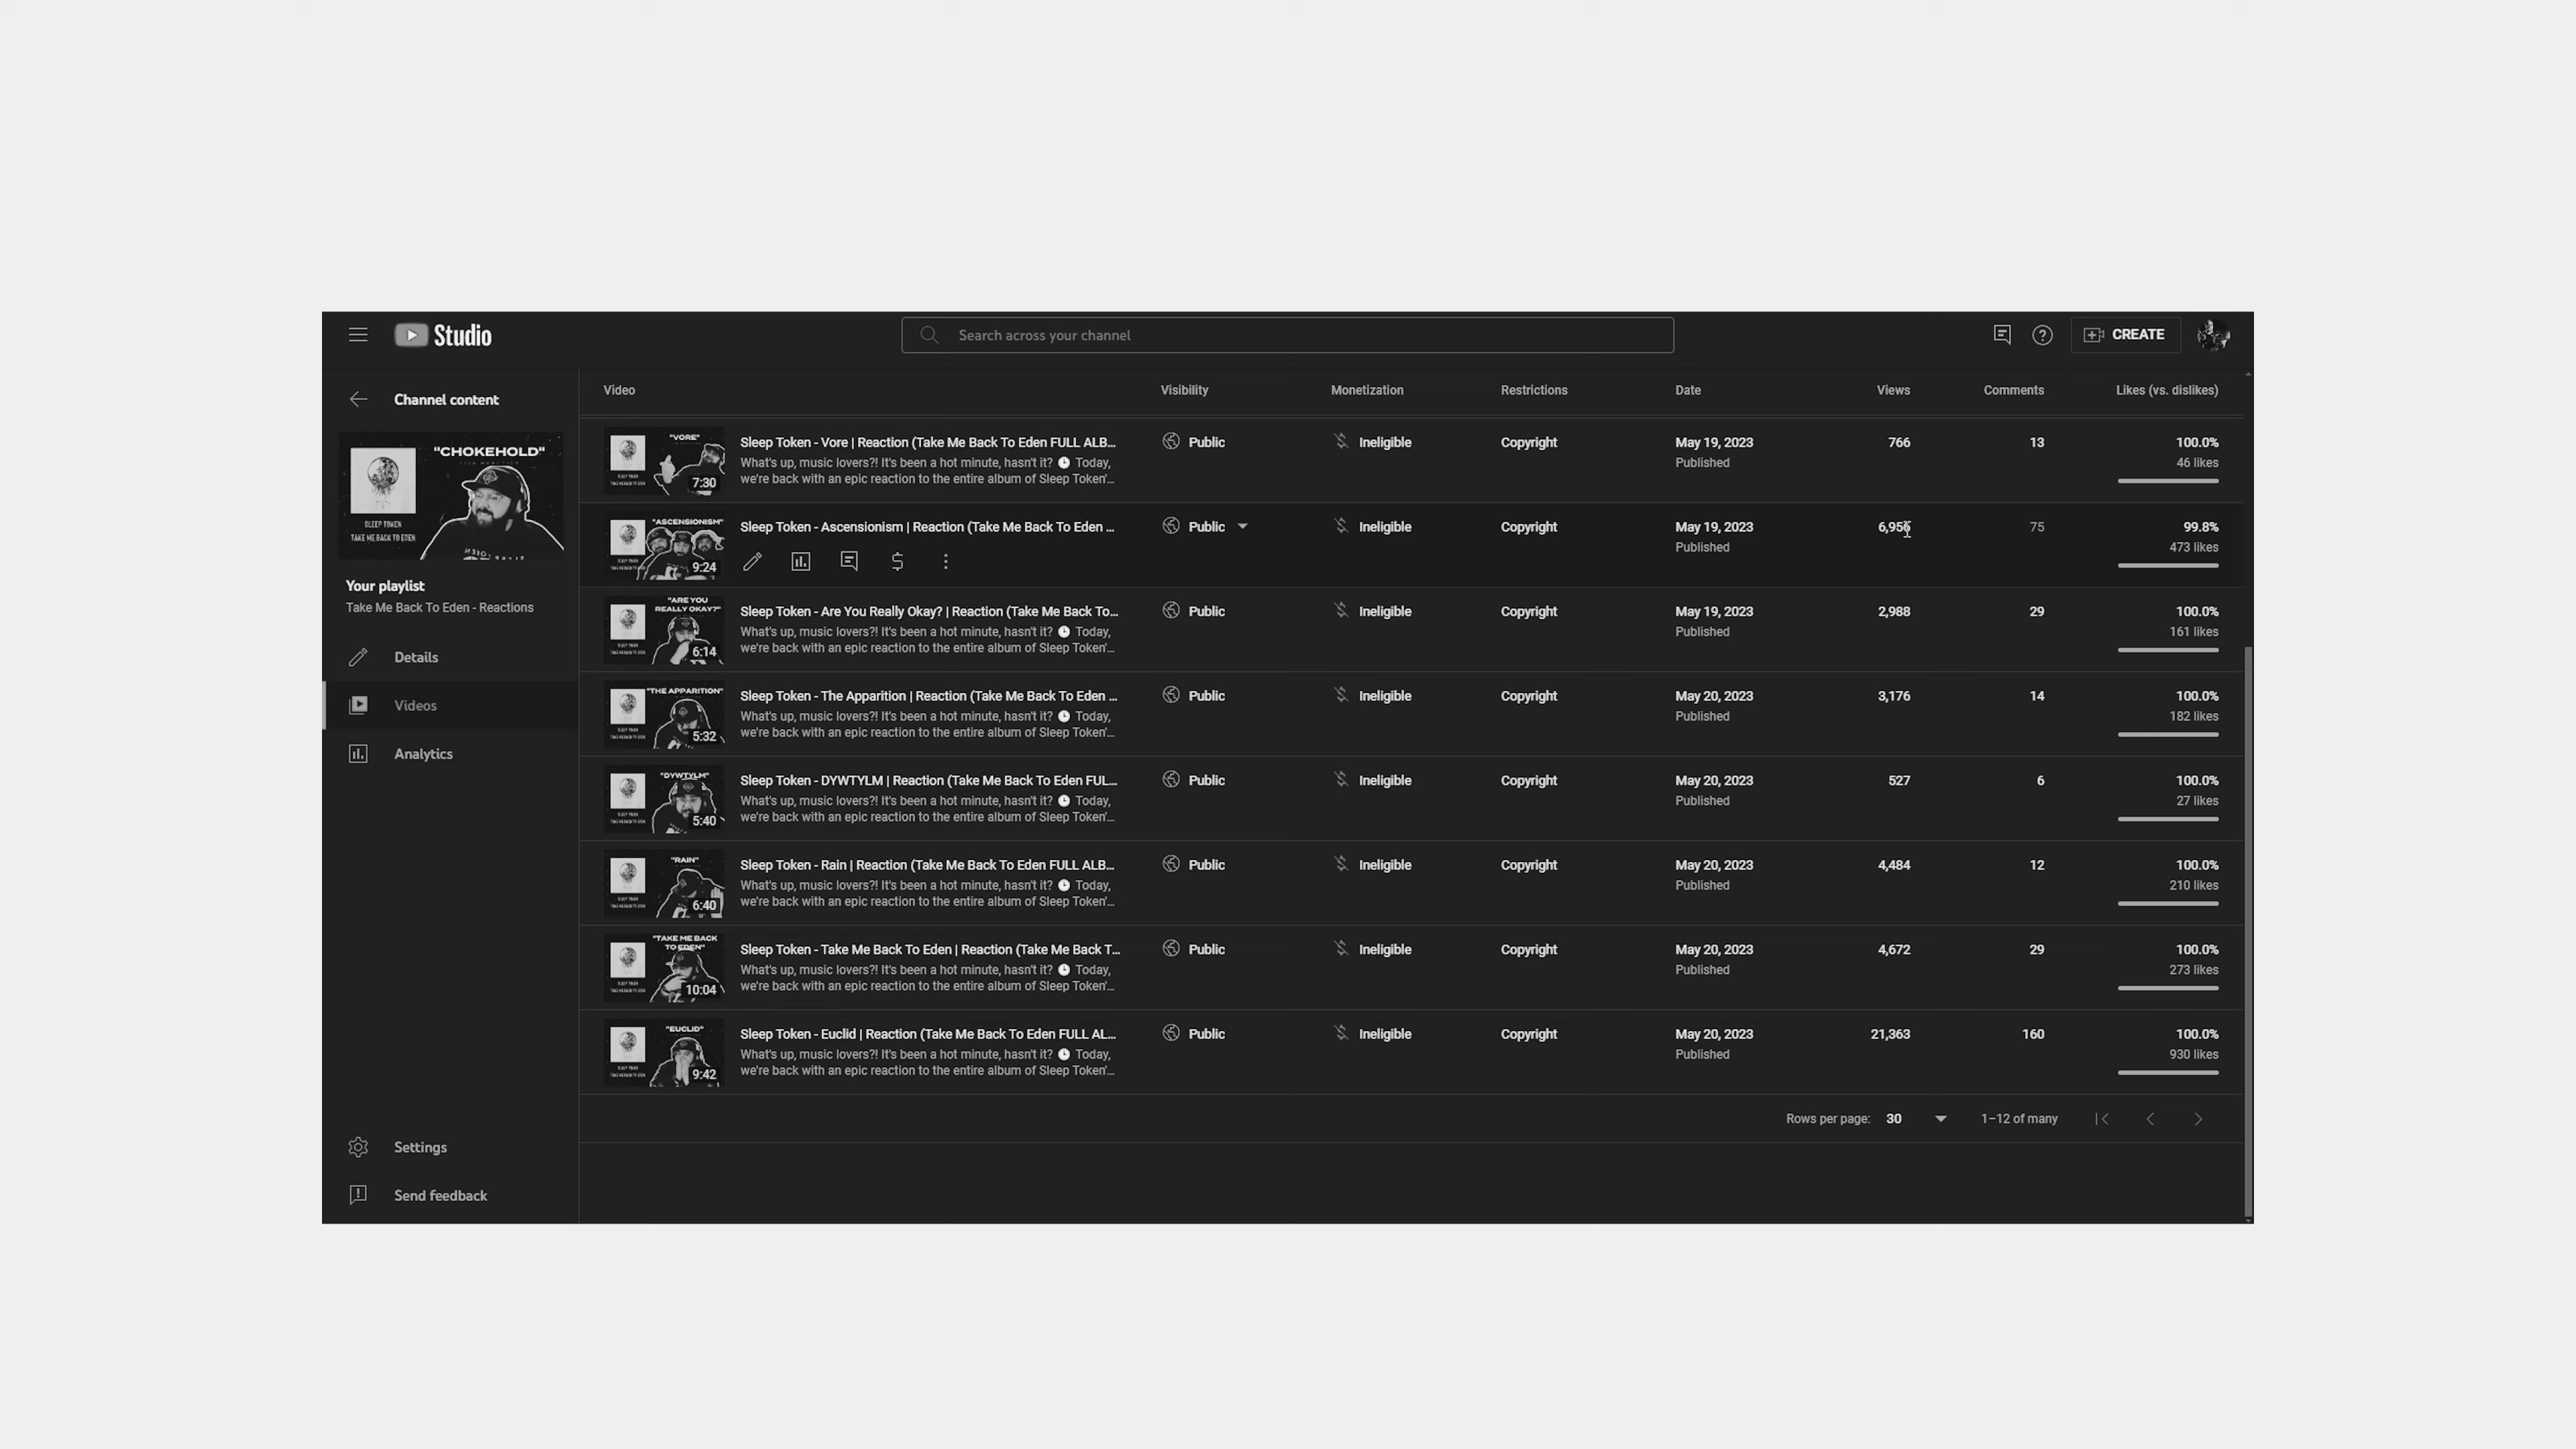 Studio
Search across your channel
CREATE
Channel content
"CHOKEHOLD"
LIVE REACTION
SLEEP TOKEN
TAKE ME BACK TO EDEN
Your playlist
Take Me Back To Eden - Reactions
Details
Videos
Analytics
Settings
Send feedback
Video Visibility Monetization Restrictions Date Views Comments Likes (vs. dislikes)
"VORE"
7:30
Sleep Token - Vore | Reaction (Take Me Back To Eden FULL ALB... Public Ineligible Copyright May 19, 2023 766 13 100.0%
What's up, music lovers?! It's been a hot minute, hasn't it? Today, Published 46 likes
we're back with an epic reaction to the entire album of Sleep Token'...
"ASCENSIONISM"
9:24
Sleep Token - Ascensionism | Reaction (Take Me Back To Eden ... Public Ineligible Copyright May 19, 2023 6,956 75 99.8%
Published 473 likes
"ARE YOU
REALLY OKAY?"
6:14
Sleep Token - Are You Really Okay? | Reaction (Take Me Back To... Public Ineligible Copyright May 19, 2023 2,988 29 100.0%
What's up, music lovers?! It's been a hot minute, hasn't it? Today, Published 161 likes
we're back with an epic reaction to the entire album of Sleep Token'...
"THE APPARITION"
5:32
Sleep Token - The Apparition | Reaction (Take Me Back To Eden ... Public Ineligible Copyright May 20, 2023 3,176 14 100.0%
What's up, music lovers?! It's been a hot minute, hasn't it? Today, Published 182 likes
we're back with an epic reaction to the entire album of Sleep Token'...
"DYWTYLM"
5:40
Sleep Token - DYWTYLM | Reaction (Take Me Back To Eden FUL... Public Ineligible Copyright May 20, 2023 527 6 100.0%
What's up, music lovers?! It's been a hot minute, hasn't it? Today, Published 27 likes
we're back with an epic reaction to the entire album of Sleep Token'...
"RAIN"
6:40
Sleep Token - Rain | Reaction (Take Me Back To Eden FULL ALB... Public Ineligible Copyright May 20, 2023 4,484 12 100.0%
What's up, music lovers?! It's been a hot minute, hasn't it? Today, Published 210 likes
we're back with an epic reaction to the entire album of Sleep Token'...
"TAKE ME BACK
TO EDEN"
10:04
Sleep Token - Take Me Back To Eden | Reaction (Take Me Back T... Public Ineligible Copyright May 20, 2023 4,672 29 100.0%
What's up, music lovers?! It's been a hot minute, hasn't it? Today, Published 273 likes
we're back with an epic reaction to the entire album of Sleep Token'...
"EUCLID"
9:42
Sleep Token - Euclid | Reaction (Take Me Back To Eden FULL AL... Public Ineligible Copyright May 20, 2023 21,363 160 100.0%
What's up, music lovers?! It's been a hot minute, hasn't it? Today, Published 930 likes
we're back with an epic reaction to the entire album of Sleep Token'...
Rows per page: 30 1–12 of many